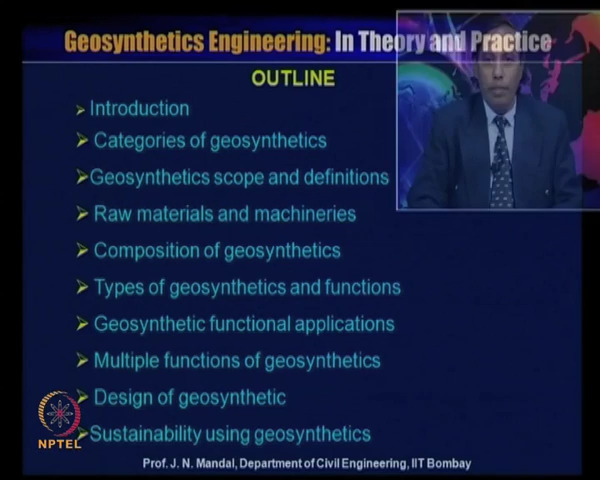 Geosynthetics Engineering: In Theory and Practice
OUTLINE
Introduction
Categories of geosynthetics
Geosynthetics scope and definitions
Raw materials and machineries
Composition of geosynthetics
Types of geosynthetics and functions
Geosynthetic functional applications
Multiple functions of geosynthetics
Design of geosynthetic
Sustainability using geosynthetics
NPTEL
Prof. J. N. Mandal, Department of Civil Engineering, IIT Bombay